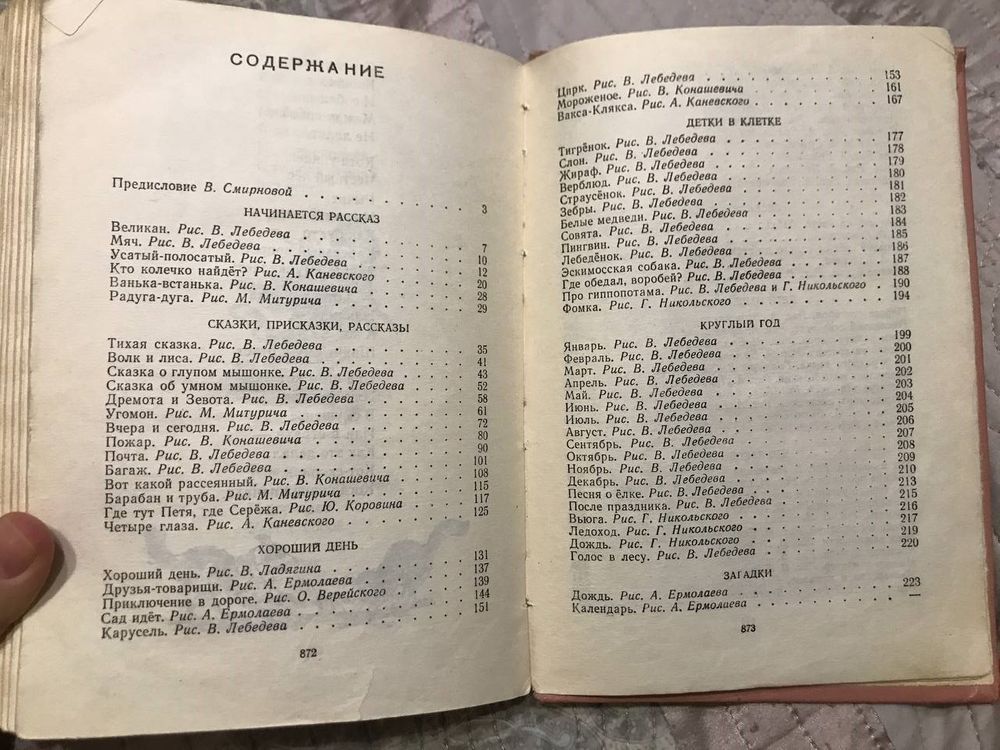 СОДЕРЖАНИЕ
Предисловие В. Смирновой . . . . . . . . . . 3
НАЧИНАЕТСЯ РАССКАЗ
Великан. Рис. В. Лебедева . . . . . . . . . . 7
Мяч. Рис. В. Лебедева . . . . . . . . . . 10
Усатый-полосатый. Рис. В. Лебедева . . . . . . . 12
Кто колечко найдёт? Рис. А. Каневского . . . . . . 20
Ванька-встанька. Рис. В. Конашевича . . . . . . . 28
Радуга-дуга. Рис. М. Митурича . . . . . . . . 29
СКАЗКИ, ПРИСКАЗКИ, РАССКАЗЫ
Тихая сказка. Рис. В. Лебедева . . . . . . . . 35
Волк и лиса. Рис. В. Лебедева . . . . . . . . 41
Сказка о глупом мышонке. Рис. В. Лебедева . . . . 43
Сказка об умном мышонке. Рис. В. Лебедева . . . . 52
Дремота и Зевота. Рис. В. Лебедева . . . . . . 58
Угомон. Рис. М. Митурича . . . . . . . . . 61
Вчера и сегодня. Рис. В. Лебедева . . . . . . . 72
Пожар. Рис. В. Конашевича . . . . . . . . . 80
Почта. Рис. В. Лебедева . . . . . . . . . . 90
Багаж. Рис. В. Лебедева . . . . . . . . . . 101
Вот какой рассеянный. Рис. В. Конашевича . . . . 108
Барабан и труба. Рис. М. Митурича . . . . . . . 115
Где тут Петя, где Серёжа. Рис. Ю. Коровина . . . . 117
Четыре глаза. Рис. А. Каневского . . . . . . . 125
ХОРОШИЙ ДЕНЬ
Хороший день. Рис. В. Ладягина . . . . . . . . 131
Друзья-товарищи. Рис. А. Ермолаева . . . . . . 137
Приключение в дороге. Рис. О. Верейского . . . . . 139
Сад идёт. Рис. А. Ермолаева . . . . . . . . . 144
Карусель. Рис. В. Лебедева . . . . . . . . . 151
872
Цирк. Рис. В. Лебедева . . . . . . . . . . 153
Мороженое. Рис. В. Конашевича . . . . . . . . 161
Вакса-Клякса. Рис. А. Каневского . . . . . . . 167
ДЕТКИ В КЛЕТКЕ
Тигрёнок. Рис. В. Лебедева . . . . . . . . . 177
Слон. Рис. В. Лебедева . . . . . . . . . . 178
Жираф. Рис. В. Лебедева . . . . . . . . . . 179
Верблюд. Рис. В. Лебедева . . . . . . . . . 180
Страусёнок. Рис. В. Лебедева . . . . . . . . 181
Зебры. Рис. В. Лебедева . . . . . . . . . . 182
Белые медведи. Рис. В. Лебедева . . . . . . . 183
Совята. Рис. В. Лебедева . . . . . . . . . 184
Пингвин. Рис. В. Лебедева . . . . . . . . . 185
Лебедёнок. Рис. В. Лебедева . . . . . . . . . 186
Эскимосская собака. Рис. В. Лебедева . . . . . . 187
Где обедал, воробей? Рис. В. Лебедева . . . . . . 188
Про гиппопотама. Рис. В. Лебедева и Г. Никольского . 190
Фомка. Рис. Г. Никольского . . . . . . . . . 194
КРУГЛЫЙ ГОД
Январь. Рис. В. Лебедева . . . . . . . . . 199
Февраль. Рис. В. Лебедева . . . . . . . . . 200
Март. Рис. В. Лебедева . . . . . . . . . . 201
Апрель. Рис. В. Лебедева . . . . . . . . . 202
Май. Рис. В. Лебедева . . . . . . . . . . 203
Июнь. Рис. В. Лебедева . . . . . . . . . . 204
Июль. Рис. В. Лебедева . . . . . . . . . . 205
Август. Рис. В. Лебедева . . . . . . . . . 206
Сентябрь. Рис. В. Лебедева . . . . . . . . . 207
Октябрь. Рис. В. Лебедева . . . . . . . . . 208
Ноябрь. Рис. В. Лебедева . . . . . . . . . 209
Декабрь. Рис. В. Лебедева . . . . . . . . . 210
Песня о ёлке. Рис. В. Лебедева . . . . . . . . 213
После праздника. Рис. В. Лебедева . . . . . . . 215
Вьюга. Рис. Г. Никольского . . . . . . . . . 216
Ледоход. Рис. Г. Никольского . . . . . . . . 217
Дождь. Рис. Г. Никольского . . . . . . . . . 219
Голос в лесу. Рис. В. Лебедева . . . . . . . . 220
ЗАГАДКИ
Дождь. Рис. А. Ермолаева . . . . . . . . . 223
Календарь. Рис. А. Ермолаева . . . . . . . . —
873